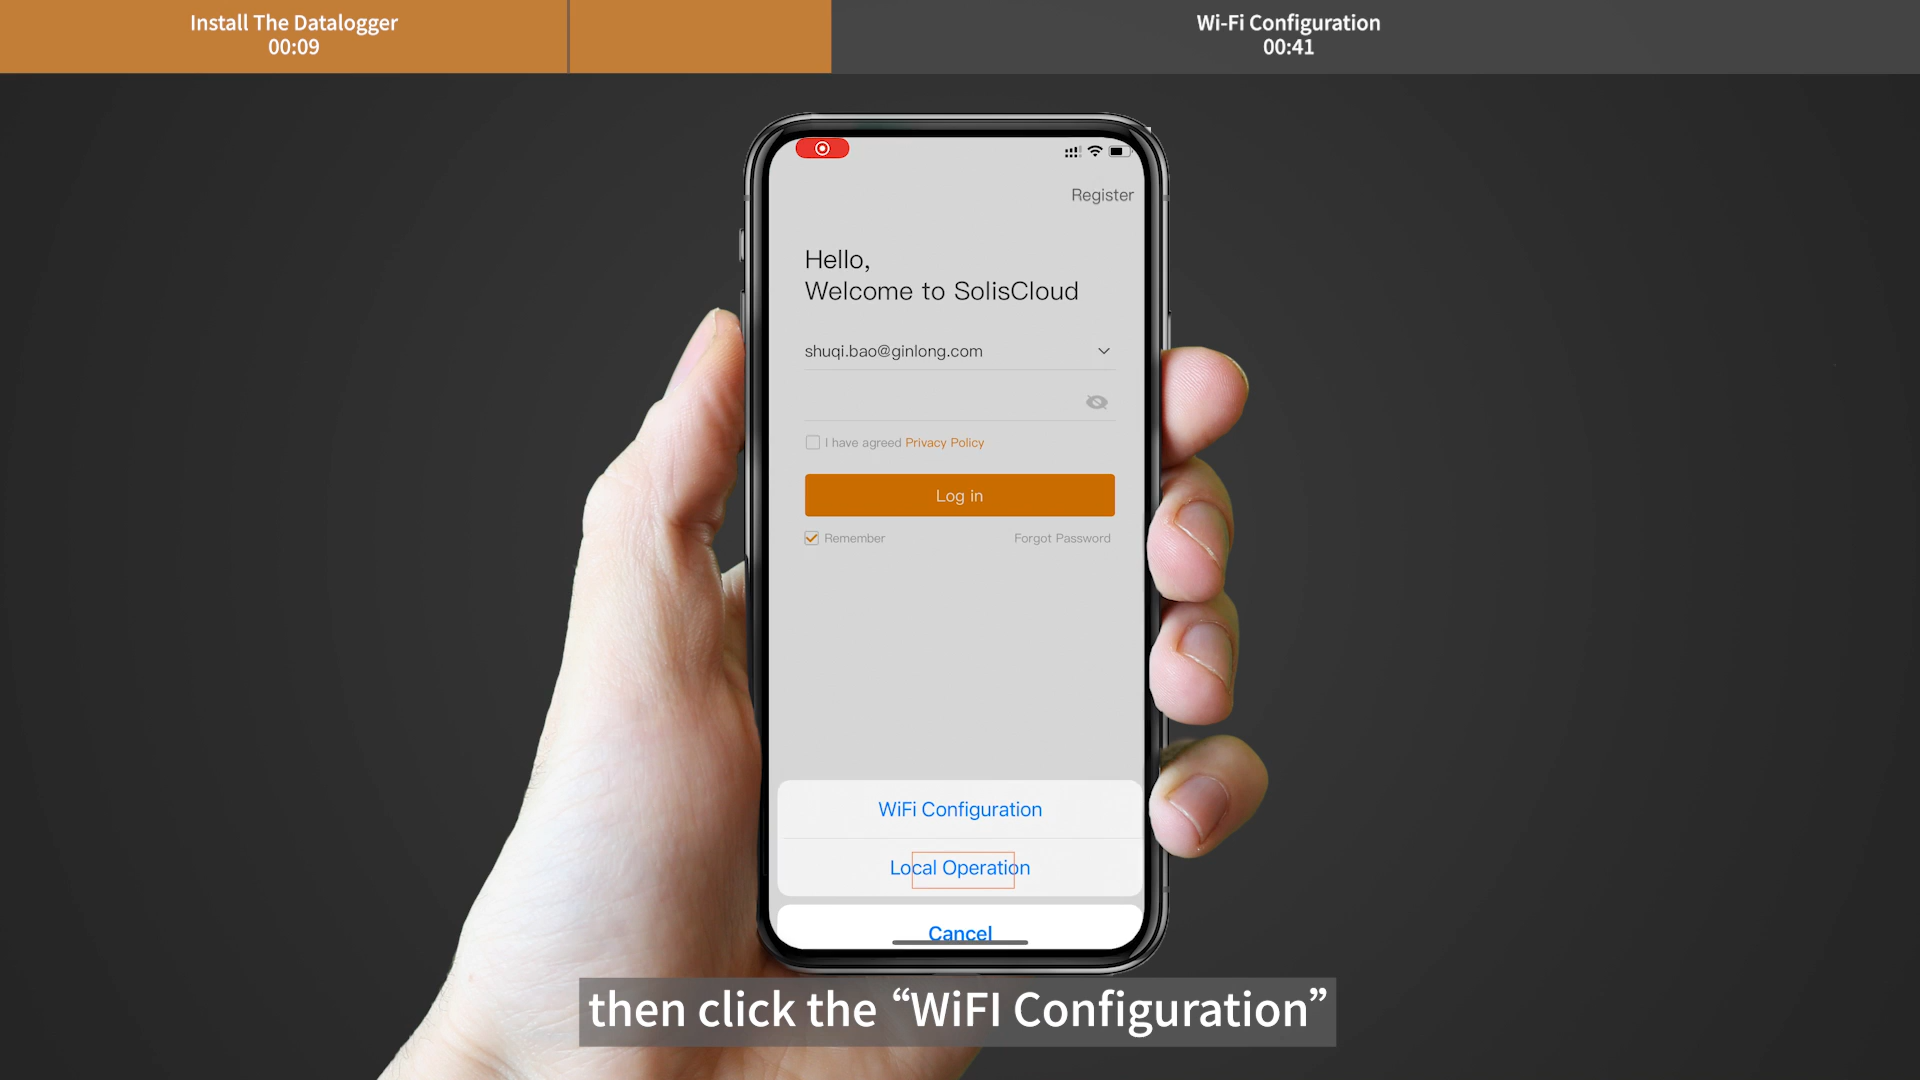 Install The Datalogger
00:09
Wi-Fi Configuration
00:41
Register
Hello,
Welcome to SolisCloud
shuqi.bao@ginlong.com
I have agreed Privacy Policy
Log in
Remember Forgot Password
WiFi Configuration
Local Operation
Cancel
then click the “WiFI Configuration”